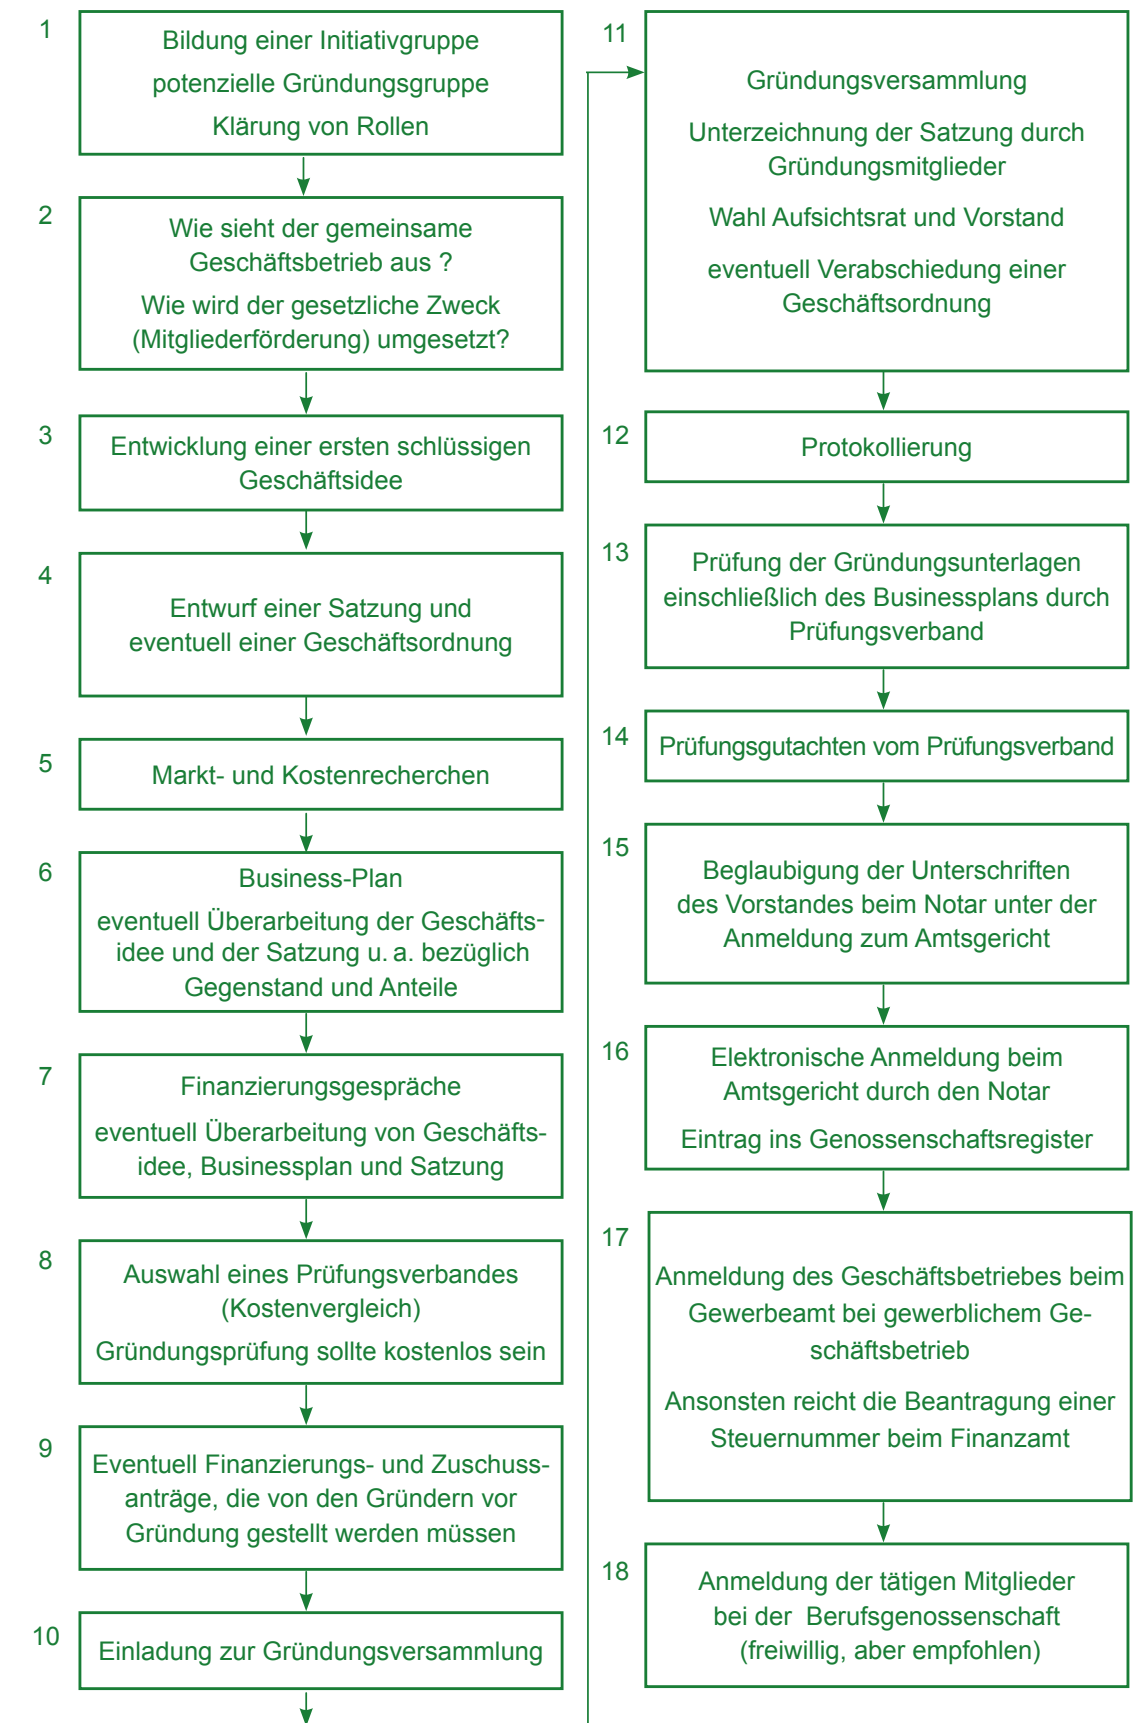 1
Bildung einer Initiativgruppe
potenzielle Gründungsgruppe
Klärung von Rollen
2
Wie sieht der gemeinsame
Geschäftsbetrieb aus ?
Wie wird der gesetzliche Zweck
(Mitgliederförderung) umgesetzt?
3
Entwicklung einer ersten schlüssigen
Geschäftsidee
4
Entwurf einer Satzung und
eventuell einer Geschäftsordnung
5
Markt- und Kostenrecherchen
6
Business-Plan
eventuell Überarbeitung der Geschäfts-
idee und der Satzung u. a. bezüglich
Gegenstand und Anteile
7
Finanzierungsgespräche
eventuell Überarbeitung von Geschäfts-
idee, Businessplan und Satzung
8
Auswahl eines Prüfungsverbandes
(Kostenvergleich)
Gründungsprüfung sollte kostenlos sein
9
Eventuell Finanzierungs- und Zuschuss-
anträge, die von den Gründern vor
Gründung gestellt werden müssen
10
Einladung zur Gründungsversammlung
11
Gründungsversammlung
Unterzeichnung der Satzung durch
Gründungsmitglieder
Wahl Aufsichtsrat und Vorstand
eventuell Verabschiedung einer
Geschäftsordnung
12
Protokollierung
13
Prüfung der Gründungsunterlagen
einschließlich des Businessplans durch
Prüfungsverband
14
Prüfungsgutachten vom Prüfungsverband
15
Beglaubigung der Unterschriften
des Vorstandes beim Notar unter der
Anmeldung zum Amtsgericht
16
Elektronische Anmeldung beim
Amtsgericht durch den Notar
Eintrag ins Genossenschaftsregister
17
Anmeldung des Geschäftsbetriebes beim
Gewerbeamt bei gewerblichem Ge-
schäftsbetrieb
Ansonsten reicht die Beantragung einer
Steuernummer beim Finanzamt
18
Anmeldung der tätigen Mitglieder
bei der Berufsgenossenschaft
(freiwillig, aber empfohlen)